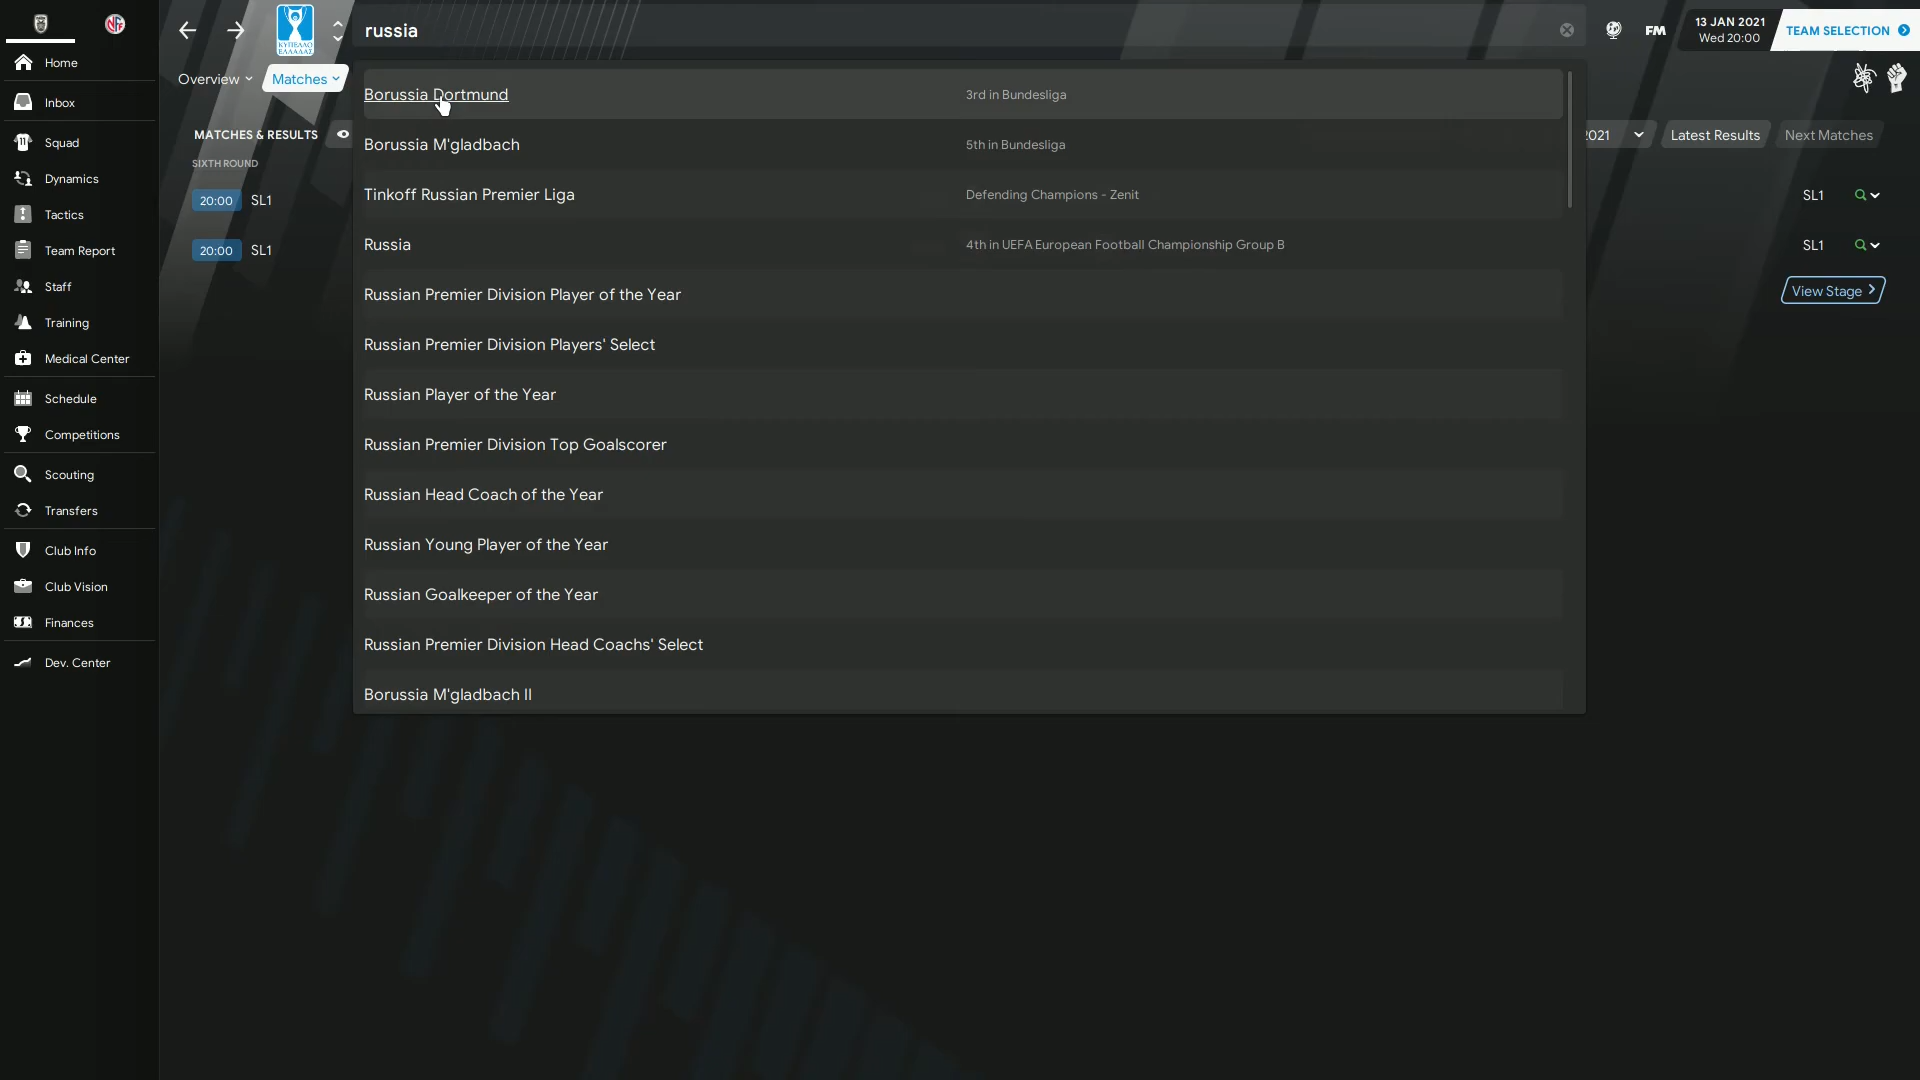 russia
FM
13 JAN 2021
Wed 20:00
TEAM SELECTION
ΚΥΠΕΛΛΟ
ΕΛΛΑΔΑΣ
Home
Inbox
Squad
Dynamics
Tactics
Team Report
Staff
Training
Medical Center
Schedule
Competitions
Scouting
Transfers
Club Info
Club Vision
Finances
Dev. Center
Overview
Matches
MATCHES & RESULTS
SIXTH ROUND
20:00 SL1
20:00 SL1
Borussia Dortmund 3rd in Bundesliga
Borussia M'gladbach 5th in Bundesliga
Tinkoff Russian Premier Liga Defending Champions - Zenit
Russia 4th in UEFA European Football Championship Group B
Russian Premier Division Player of the Year
Russian Premier Division Players' Select
Russian Player of the Year
Russian Premier Division Top Goalscorer
Russian Head Coach of the Year
Russian Young Player of the Year
Russian Goalkeeper of the Year
Russian Premier Division Head Coachs' Select
Borussia M'gladbach II
Latest Results
Next Matches
SL1
SL1
View Stage